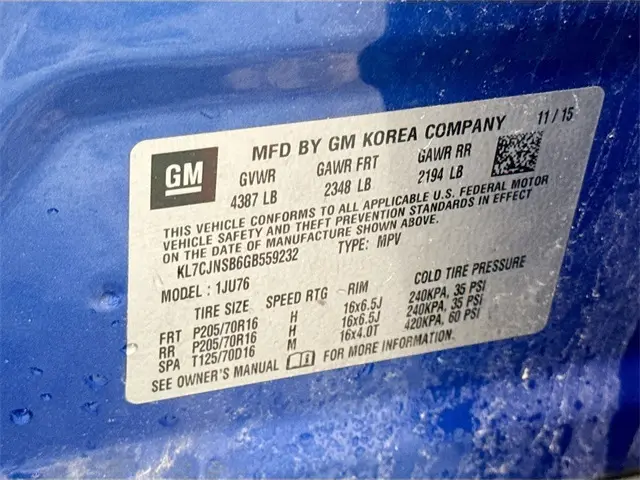 MFD BY GM KOREA COMPANY 11 / 15
GM
GVWR GAWR FRT GAWR RR
4387 LB 2348 LB 2194 LB
THIS VEHICLE CONFORMS TO ALL APPLICABLE U.S. FEDERAL MOTOR
VEHICLE SAFETY AND THEFT PREVENTION STANDARDS IN EFFECT
ON THE DATE OF MANUFACTURE SHOWN ABOVE.
KL7CJNSB6GB559232 TYPE: MPV
MODEL : 1JU76
TIRE SIZE SPEED RTG RIM COLD TIRE PRESSURE
FRT P205/70R16 H 16x6.5J 240KPA, 35 PSI
RR P205/70R16 H 16x6.5J 240KPA, 35 PSI
SPA T125/70D16 M 16x4.0T 420KPA, 60 PSI
SEE OWNER'S MANUAL FOR MORE INFORMATION.